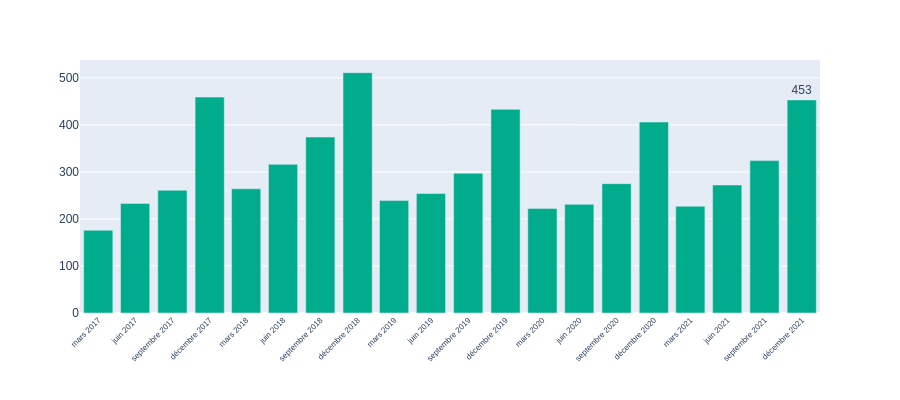 500
400
300
200
100
0
453
mars 2017
juin 2017
septembre 2017
décembre 2017
mars 2018
juin 2018
septembre 2018
décembre 2018
mars 2019
juin 2019
septembre 2019
décembre 2019
mars 2020
juin 2020
septembre 2020
décembre 2020
mars 2021
juin 2021
septembre 2021
décembre 2021